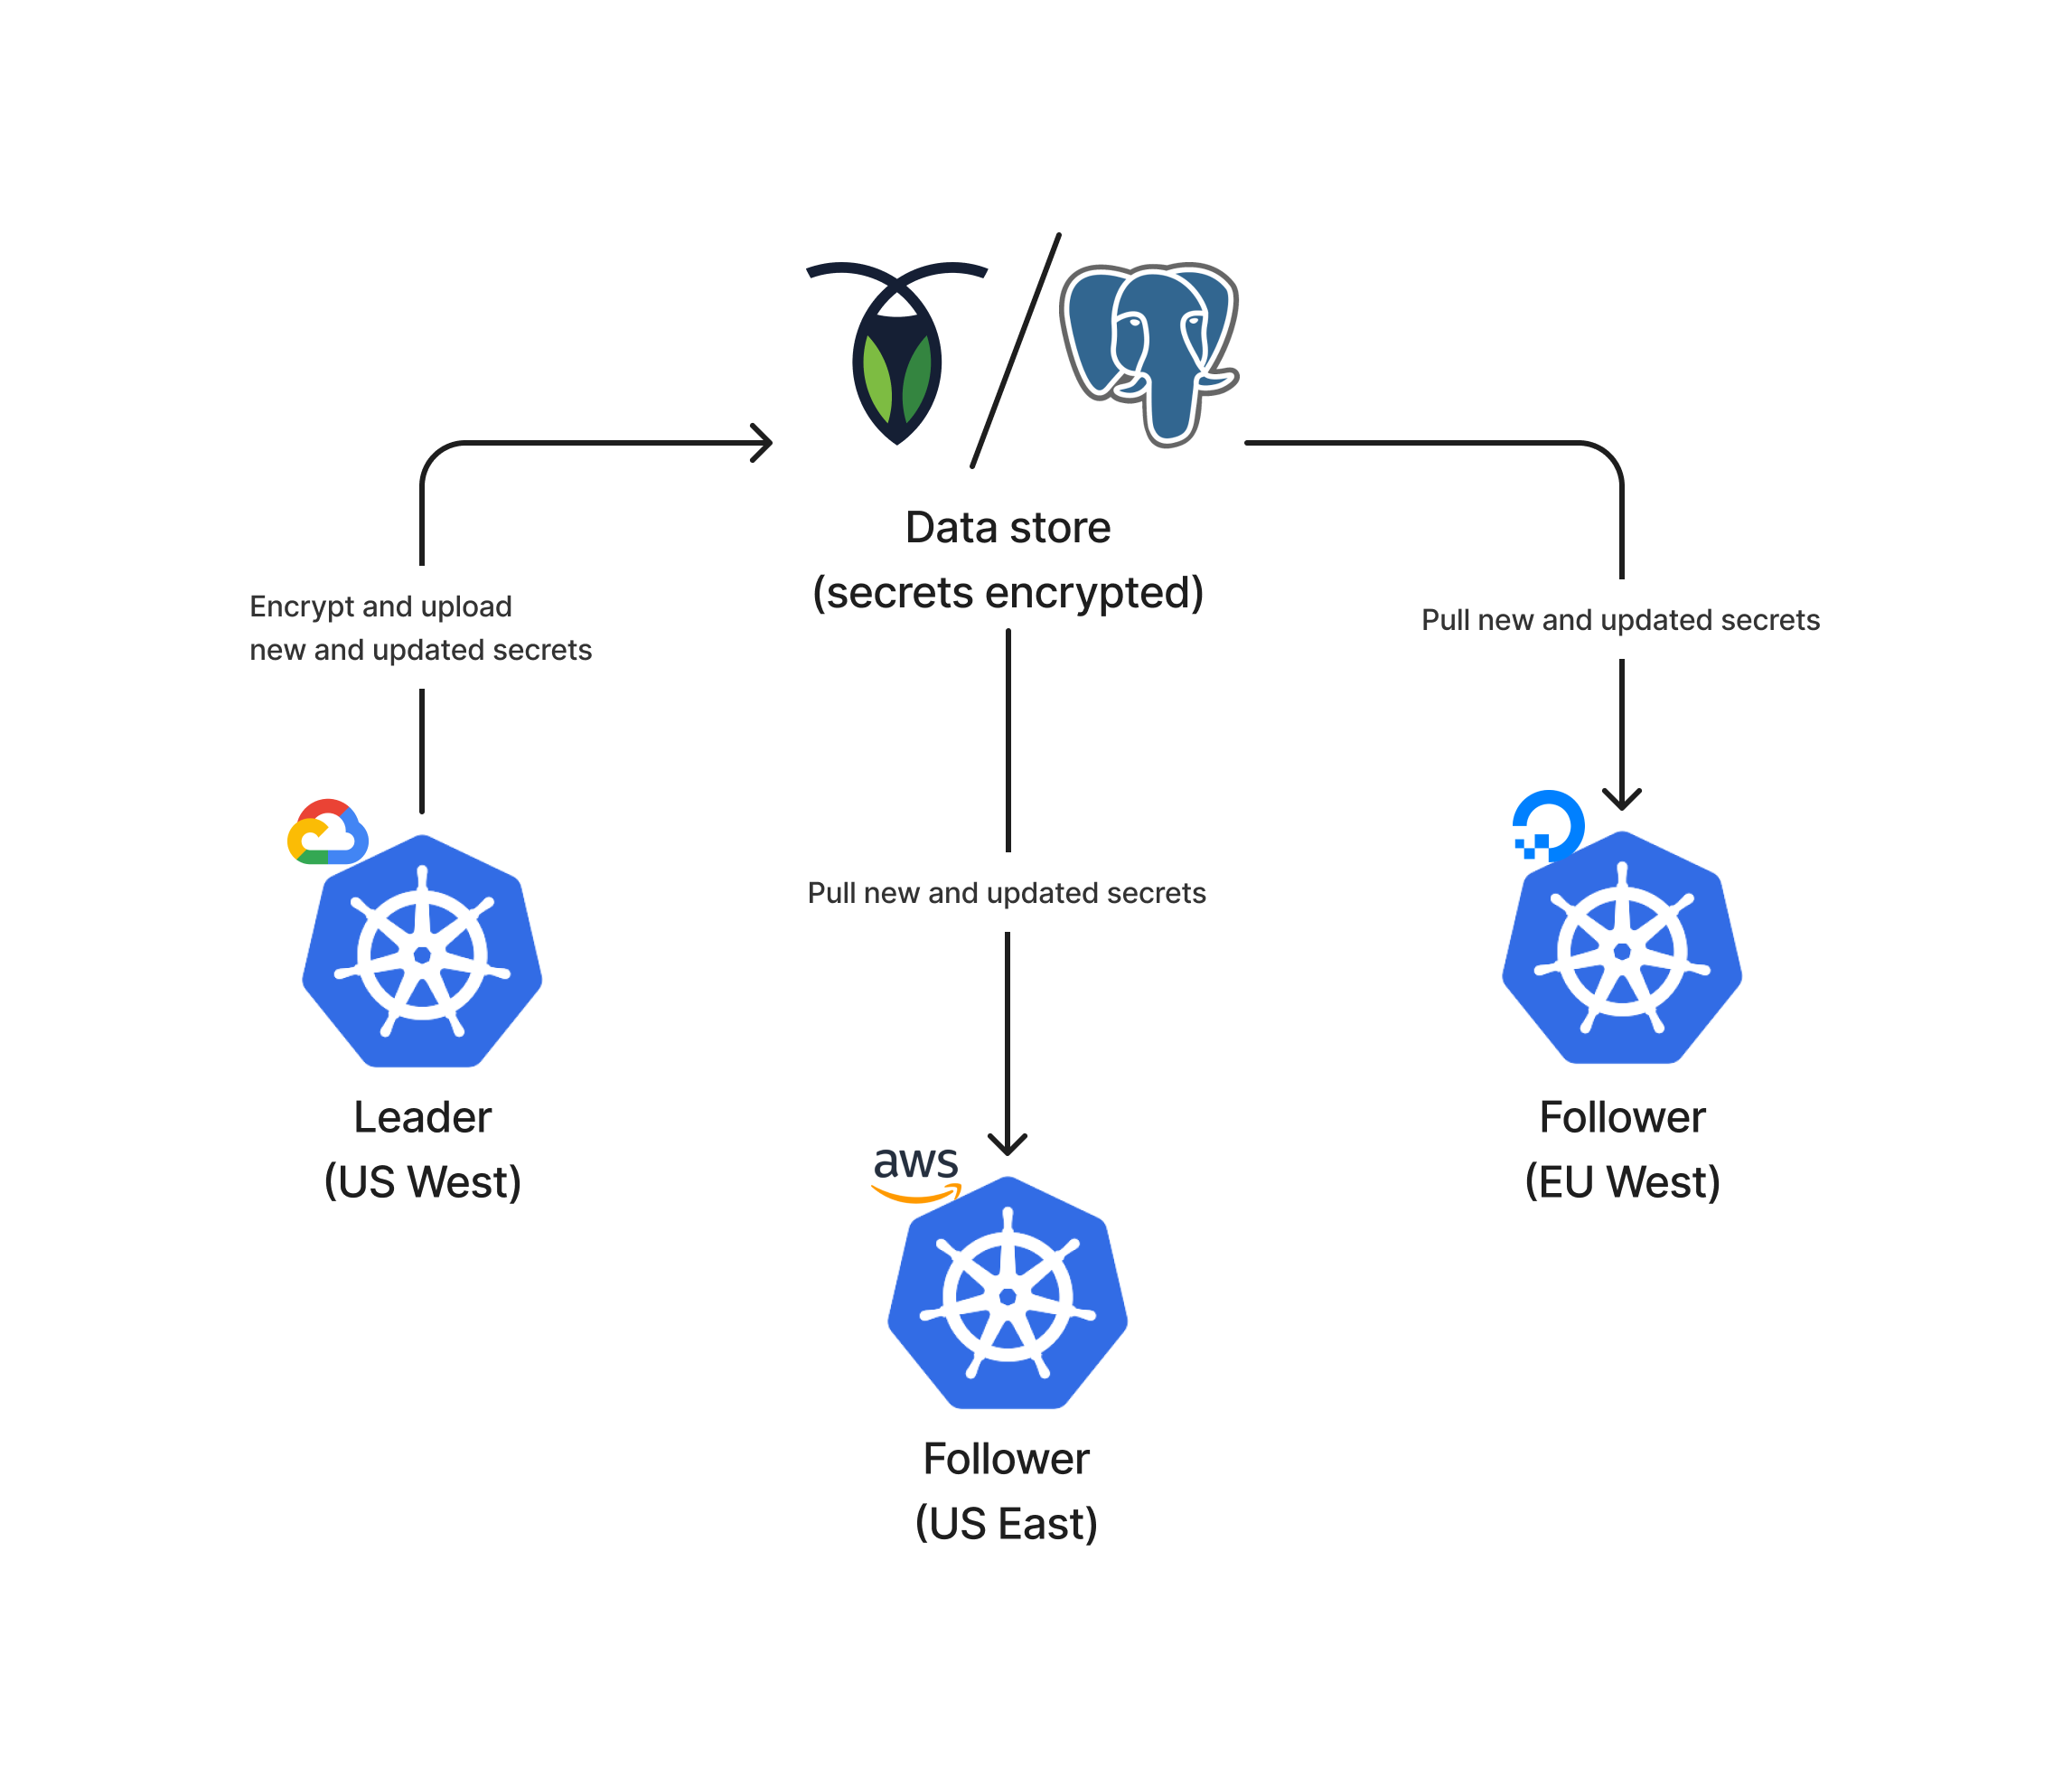 Data store
(secrets encrypted)
Encrypt and upload
new and updated secrets
Pull new and updated secrets
Pull new and updated secrets
Leader
(US West)
aws
Follower
(US East)
Follower
(EU West)